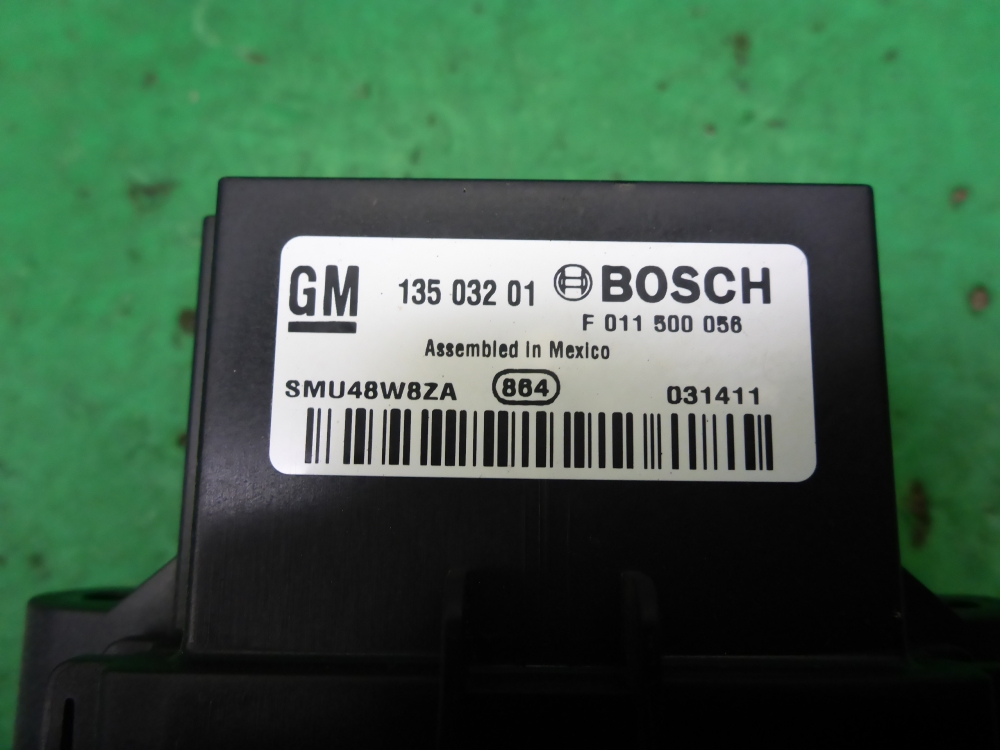 GM 135 032 01 BOSCH
F 011 500 056
Assembled in Mexico
SMU48W8ZA 864 031411